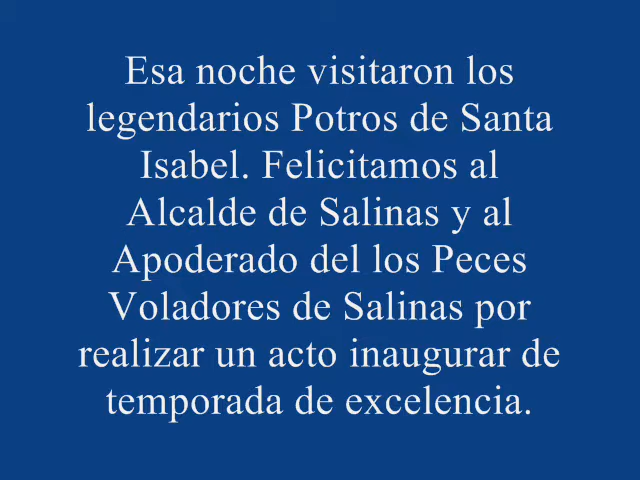 Esa noche visitaron los
legendarios Potros de Santa
Isabel. Felicitamos al
Alcalde de Salinas y al
Apoderado del los Peces
Voladores de Salinas por
realizar un acto inaugurar de
temporada de excelencia.